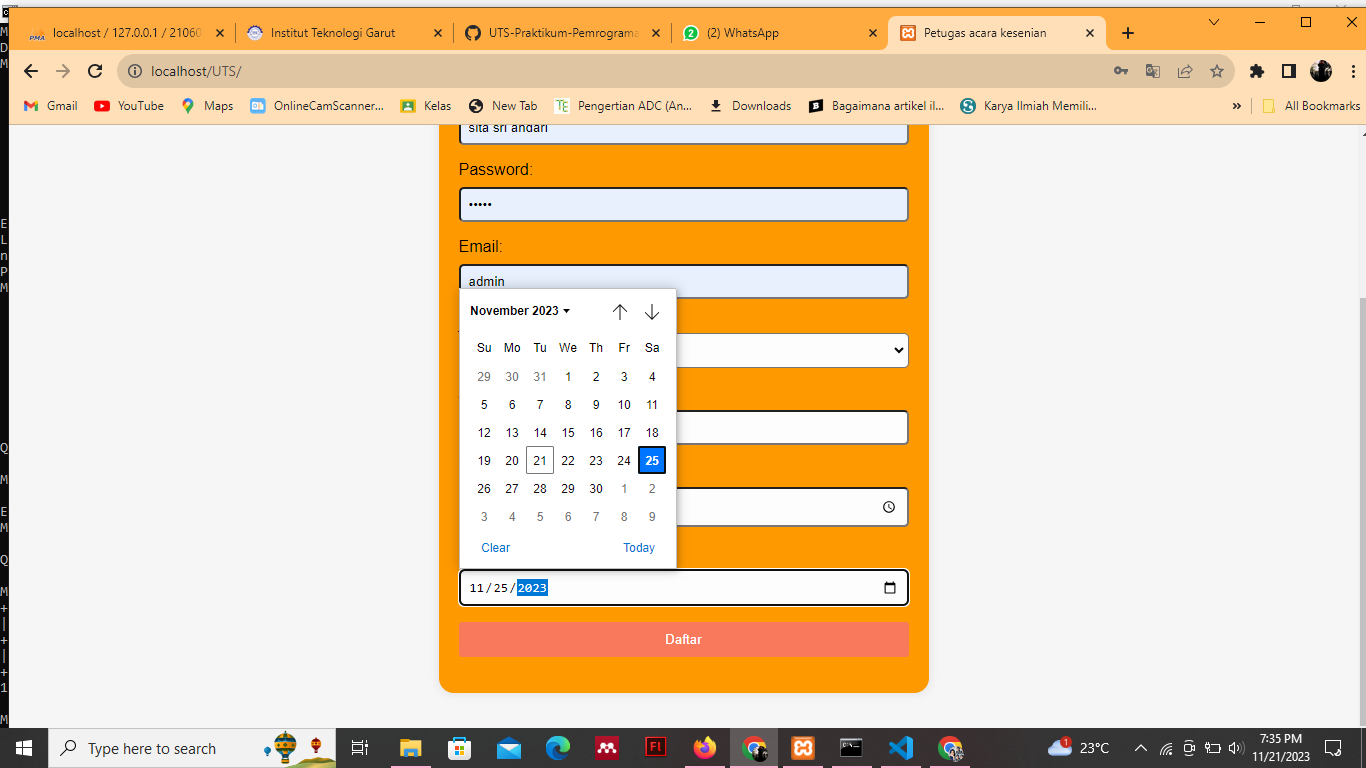 localhost / 127.0.0.1 / 21060
Institut Teknologi Garut
UTS-Praktikum-Pemrograma
(2) WhatsApp
Petugas acara kesenian
localhost/UTS/
Gmail
YouTube
Maps
OnlineCamScanner...
Kelas
New Tab
Pengertian ADC (An...
Downloads
Bagaimana artikel il...
Karya Ilmiah Memili...
»
All Bookmarks
sita sri andari
Password:
•••••
Email:
admin
November 2023
Su Mo Tu We Th Fr Sa
29 30 31 1 2 3 4
5 6 7 8 9 10 11
12 13 14 15 16 17 18
19 20 21 22 23 24 25
26 27 28 29 30 1 2
3 4 5 6 7 8 9
Clear Today
11/25/2023
Daftar
Type here to search
23°C
7:35 PM
11/21/2023